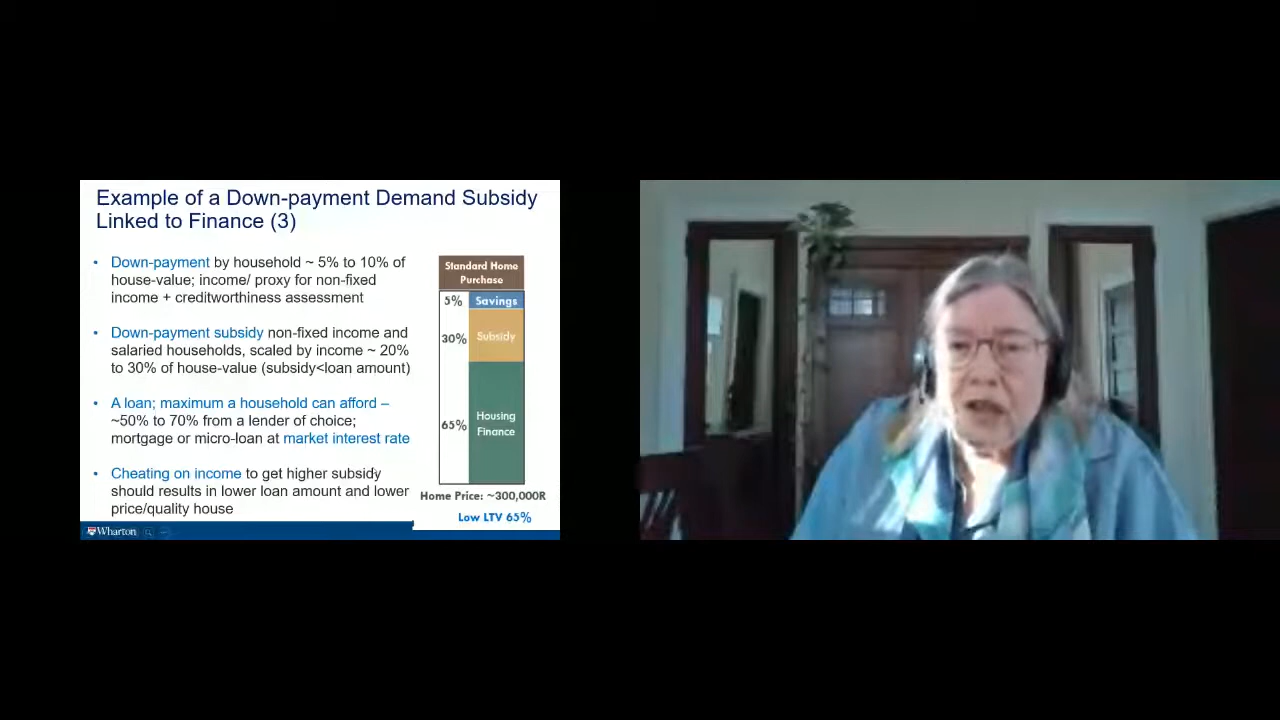 Example of a Down-payment Demand Subsidy
Linked to Finance (3)
• Down-payment by household ~ 5% to 10% of
house-value; income/ proxy for non-fixed
income + creditworthiness assessment
• Down-payment subsidy non-fixed income and
salaried households, scaled by income ~ 20%
to 30% of house-value (subsidy<loan amount)
• A loan; maximum a household can afford –
~50% to 70% from a lender of choice;
mortgage or micro-loan at market interest rate
• Cheating on income to get higher subsidy
should results in lower loan amount and lower
price/quality house
Standard Home
Purchase
5% Savings
30% Subsidy
65% Housing
Finance
Home Price: ~300,000R
Low LTV 65%
Wharton